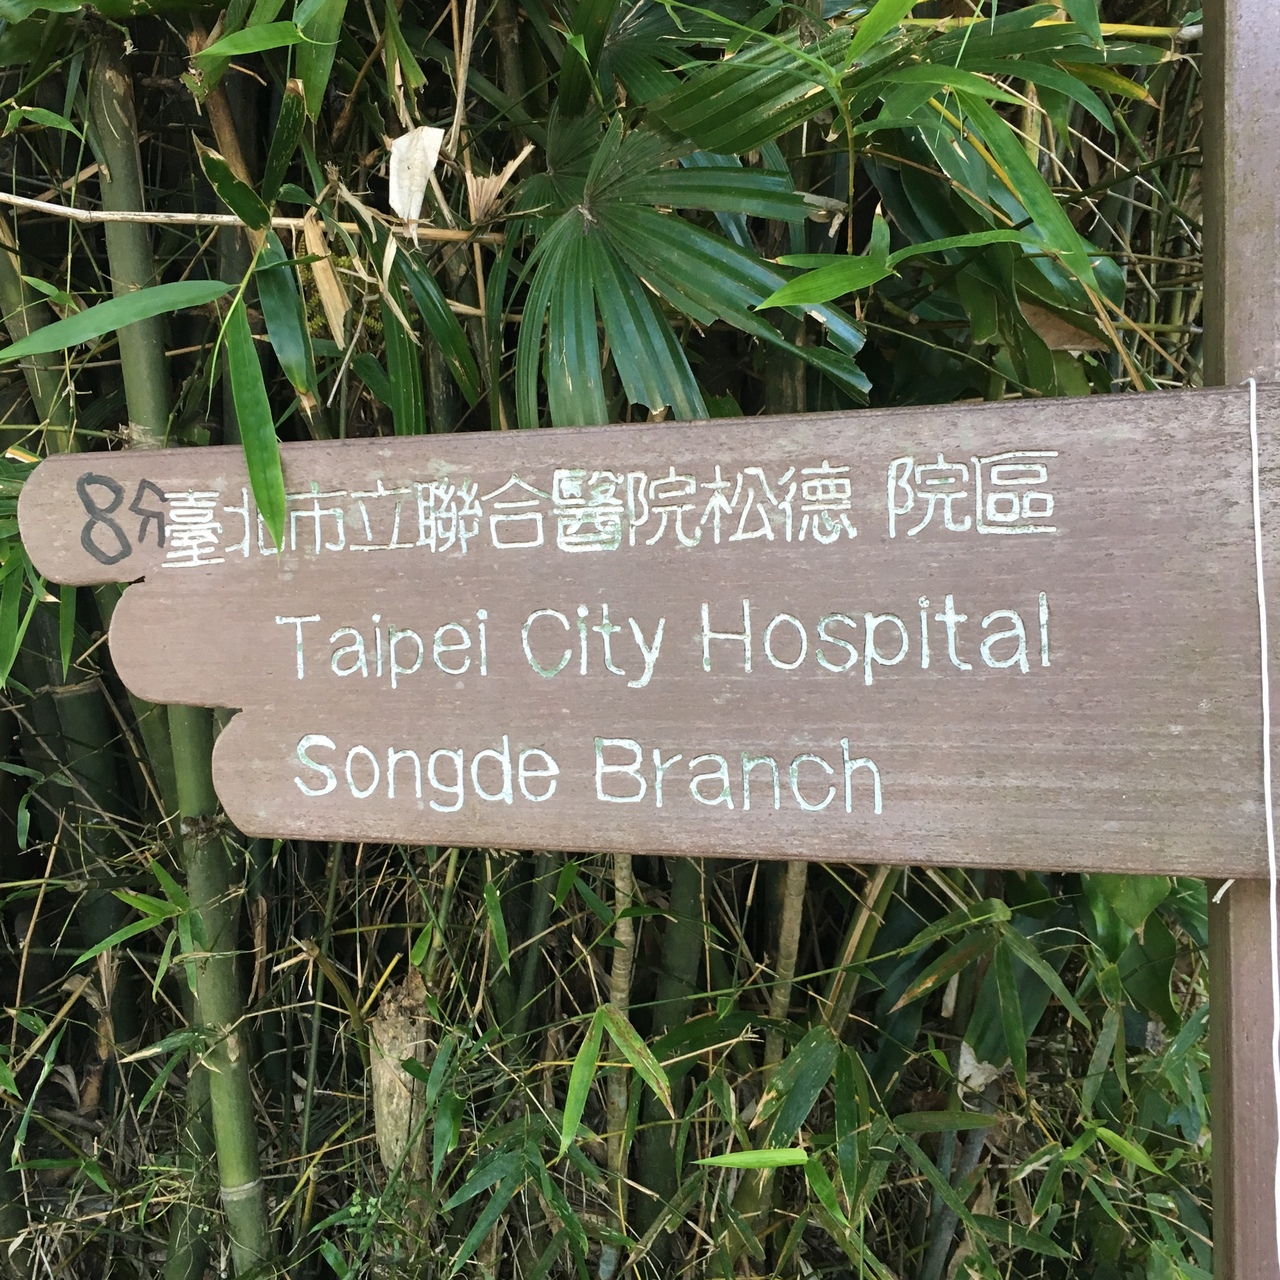 8分臺北市立聯合醫院松德 院區
Taipei City Hospital
Songde Branch